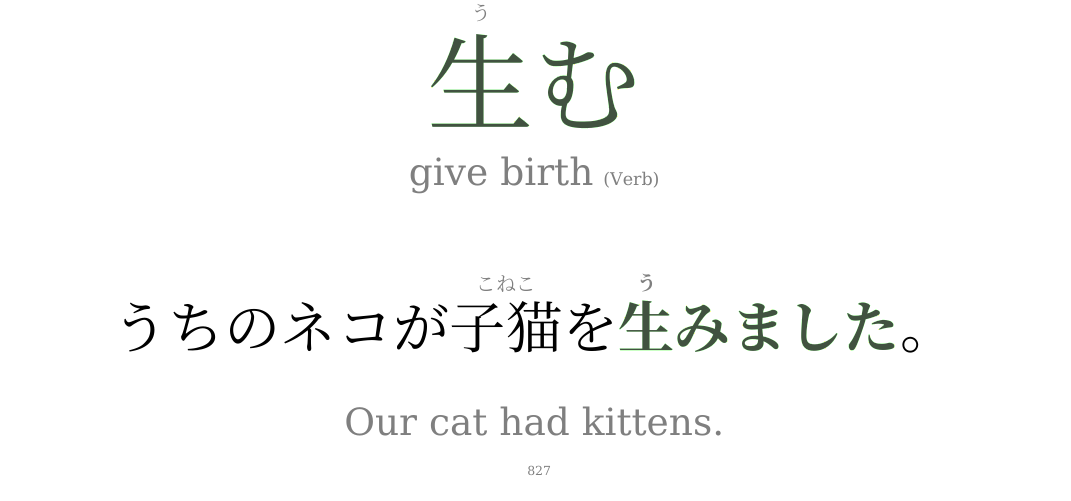 う
生む
give birth (Verb)
こねこ う
うちのネコが子猫を生みました。
Our cat had kittens.
827